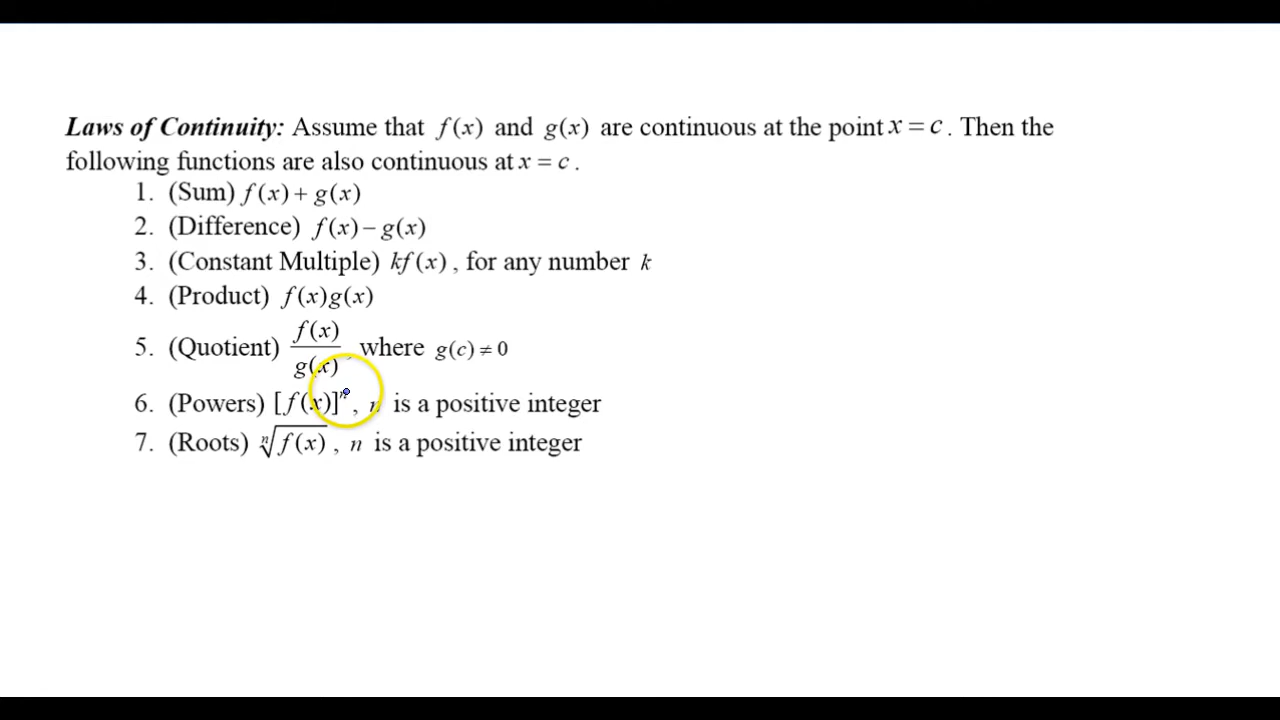 Laws of Continuity: Assume that f(x) and g(x) are continuous at the point x = c. Then the
following functions are also continuous at x = c.
1. (Sum) f(x) + g(x)
2. (Difference) f(x) − g(x)
3. (Constant Multiple) kf(x), for any number k
4. (Product) f(x)g(x)
5. (Quotient) f(x)/g(x), where g(c) ≠ 0
6. (Powers) [f(x)]ⁿ, n is a positive integer
7. (Roots) ⁿ√f(x), n is a positive integer